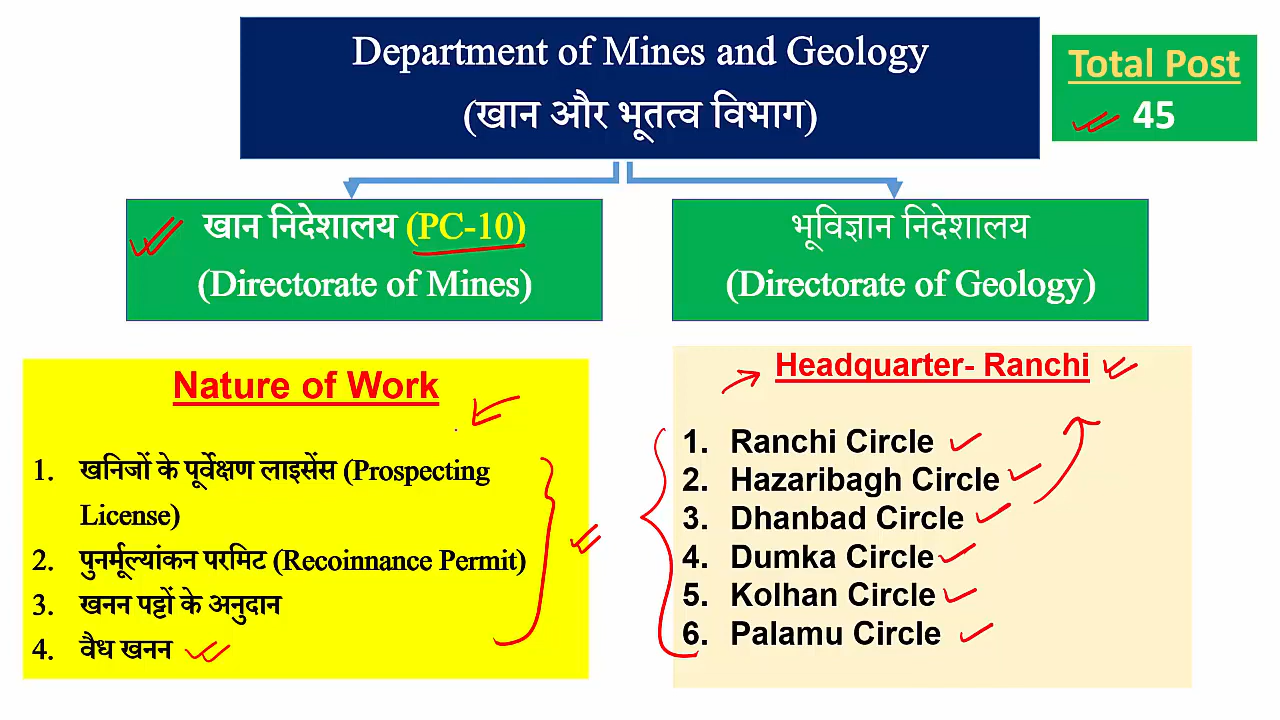 Department of Mines and Geology
(खान और भूतत्व विभाग)
Total Post
45
खान निदेशालय (PC-10)
(Directorate of Mines)
भूविज्ञान निदेशालय
(Directorate of Geology)
Nature of Work
1. खनिजों के पूर्वेक्षण लाइसेंस (Prospecting
License)
2. पुनर्मूल्यांकन परमिट (Recoinnance Permit)
3. खनन पट्टों के अनुदान
4. वैध खनन
Headquarter- Ranchi
1. Ranchi Circle
2. Hazaribagh Circle
3. Dhanbad Circle
4. Dumka Circle
5. Kolhan Circle
6. Palamu Circle